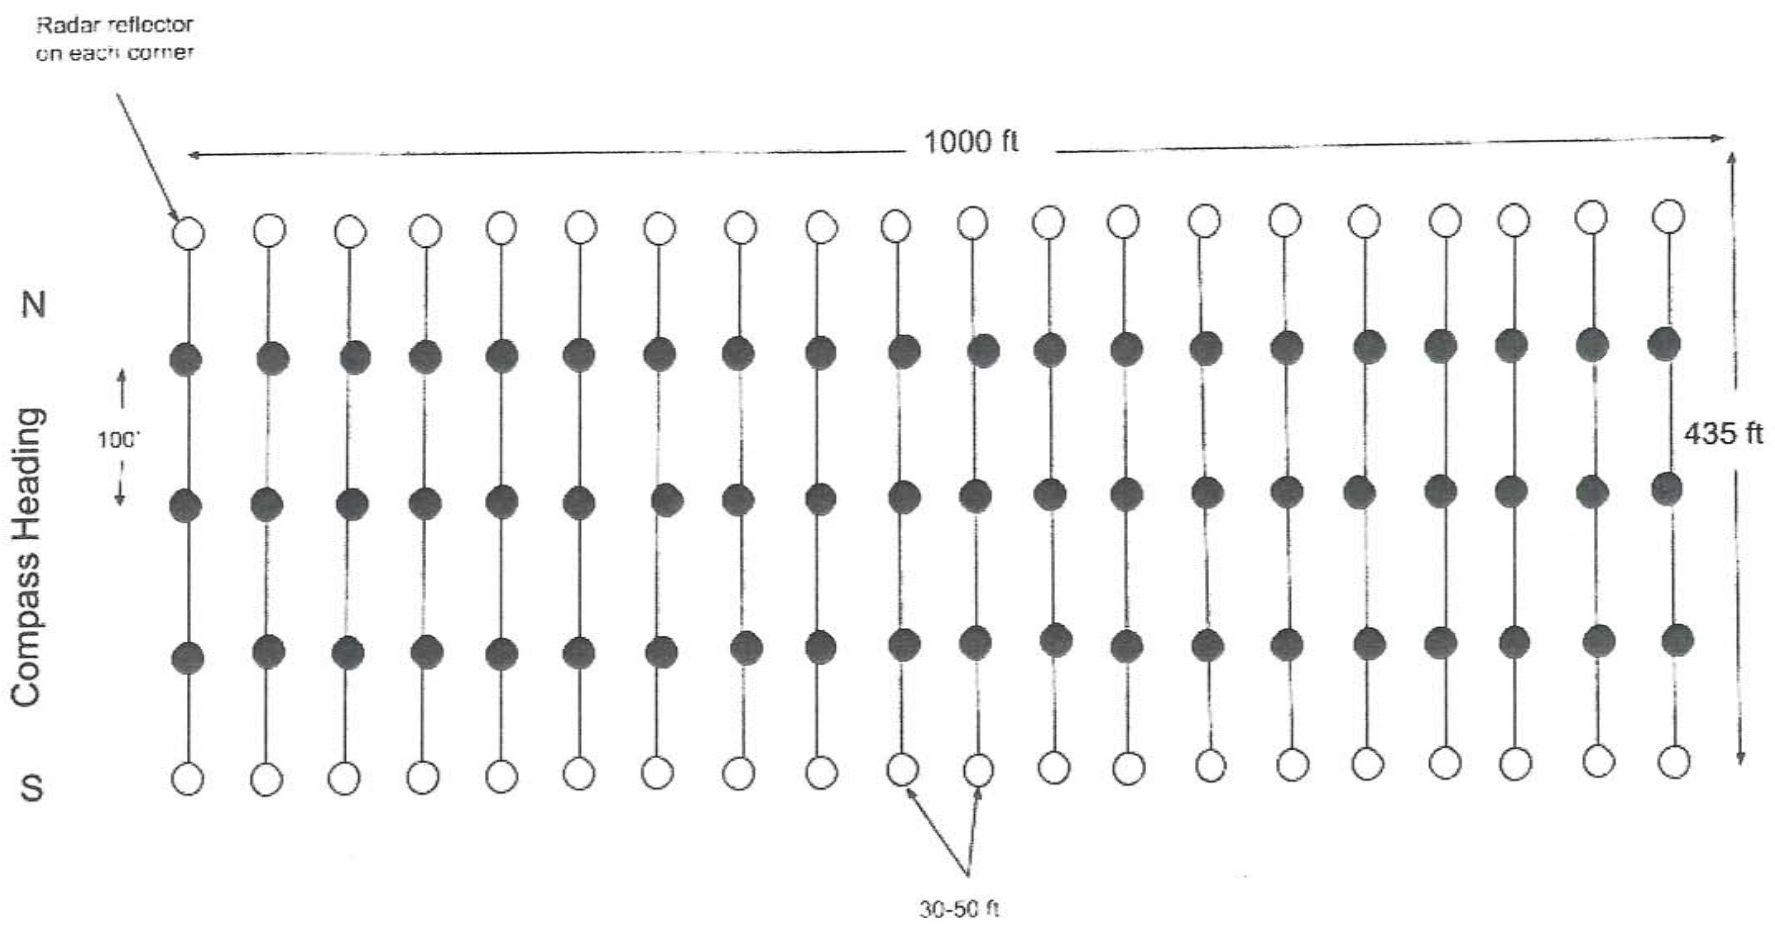 Radar reflector
on each corner
1000 ft
N
100'
Compass Heading
435 ft
S
30-50 ft